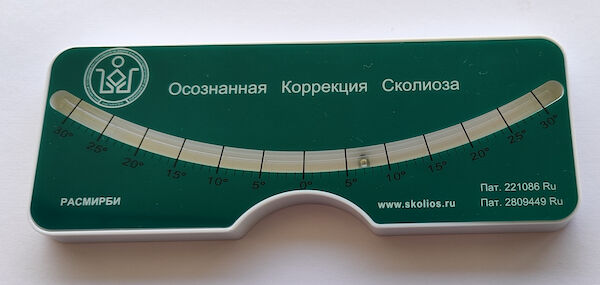 Осознанная Коррекция Сколиоза
30° 25° 20° 15° 10° 5° 0° 5° 10° 15° 20° 25° 30°
РАСМИРБИ
www.skolios.ru
Пат. 221086 Ru
Пат. 2809449 Ru